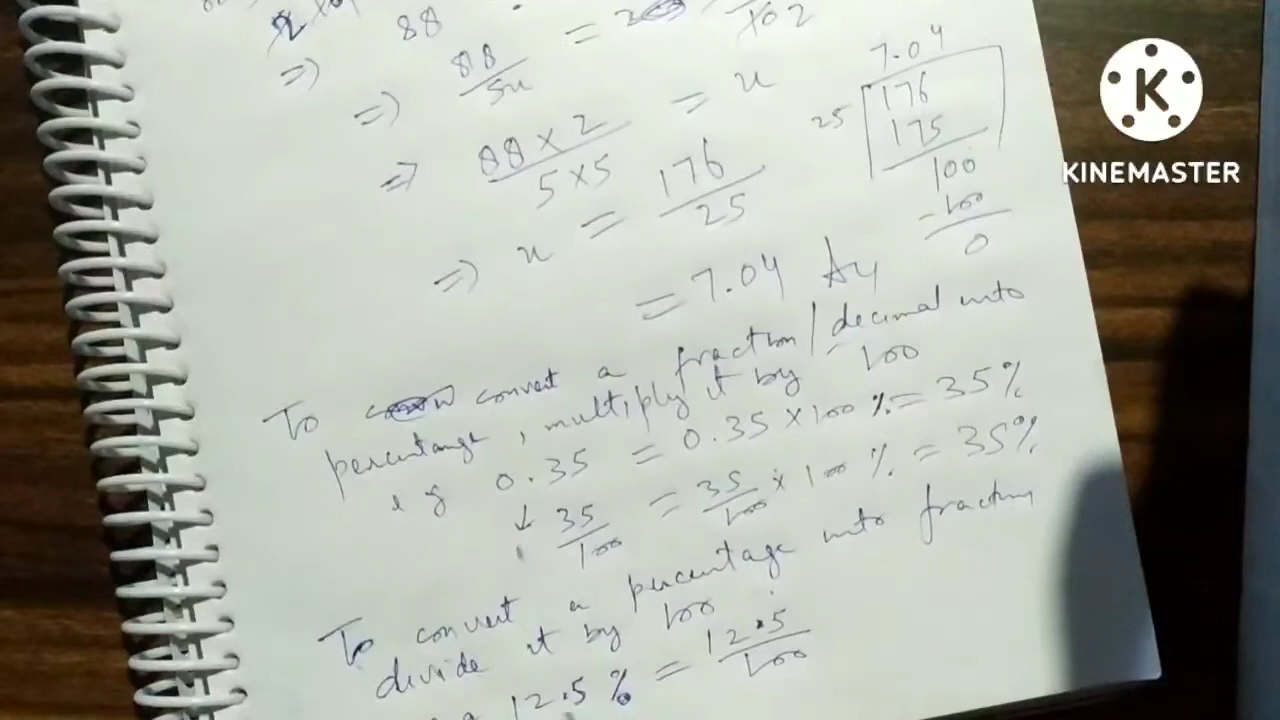 88
=> 88/5x =
=> 88 × 2 / 5 × 5 = x
=> x = 176/25
= 7.04
7.04
25 176
175
100
-100
0
KINEMASTER
To convert a fraction/decimal into
percentange, multiply it by 100
e g 0.35 = 0.35 × 100 % = 35%
↓ 35/100 = 35/100 × 100 % = 35%
To convert a percentage into fraction
divide it by 100
12.5 % = 12.5/100